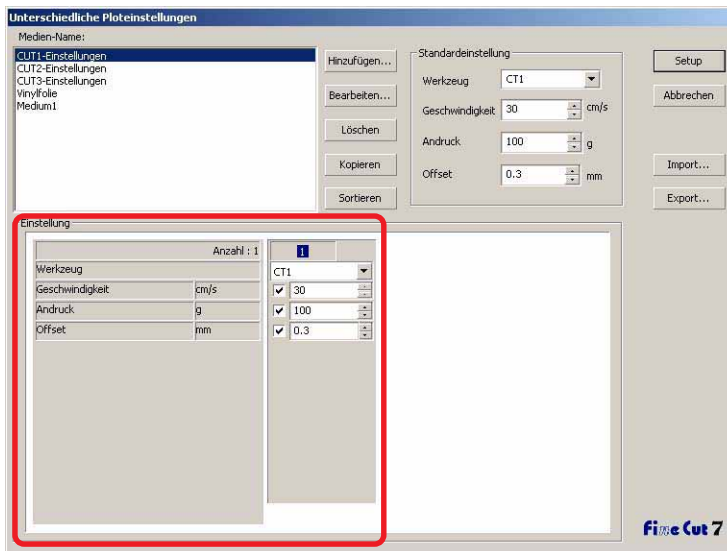 Unterschiedliche Ploteinstellungen
Medien-Name:
CUT1-Einstellungen
CUT2-Einstellungen
CUT3-Einstellungen
Vinylfolie
Medium1
Hinzufügen...
Bearbeiten...
Löschen
Kopieren
Sortieren
Standardeinstellung
Werkzeug CT1
Geschwindigkeit 30 cm/s
Andruck 100 g
Offset 0.3 mm
Setup
Abbrechen
Import...
Export...
Einstellung
Anzahl : 1 1
Werkzeug CT1
Geschwindigkeit cm/s 30
Andruck g 100
Offset mm 0.3
Fine Cut 7